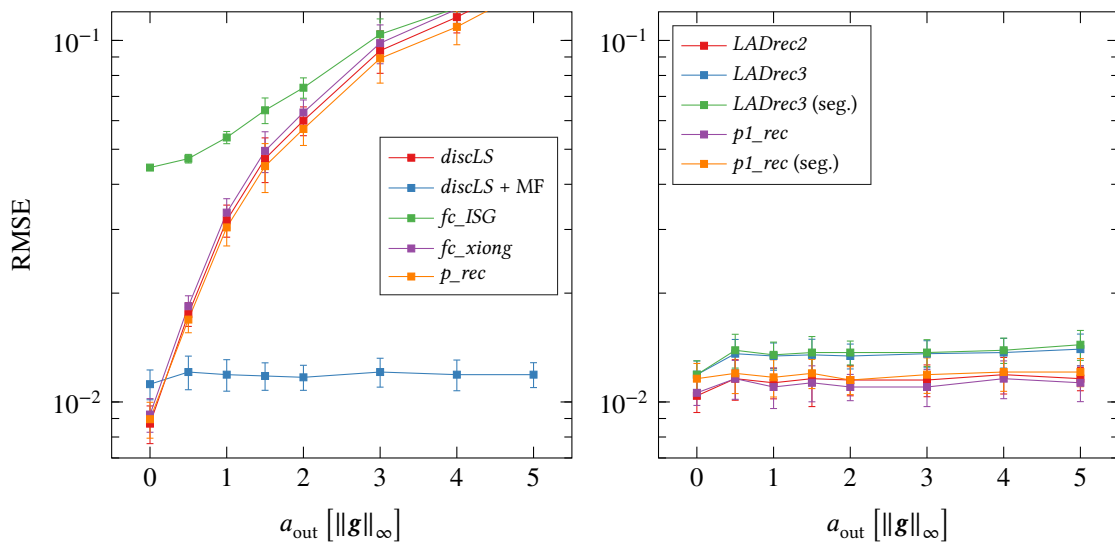 RMSE
10⁻¹
10⁻²
discLS
discLS + MF
fc_ISG
fc_xiong
p_rec
0 1 2 3 4 5
a_out [‖g‖_∞]
10⁻¹
10⁻²
LADrec2
LADrec3
LADrec3 (seg.)
p1_rec
p1_rec (seg.)
0 1 2 3 4 5
a_out [‖g‖_∞]